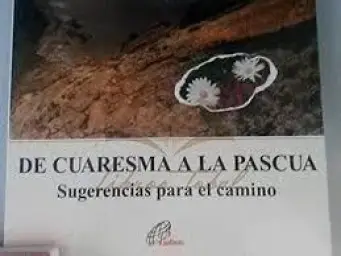 DE CUARESMA A LA PASCUA
Sugerencias para el camino